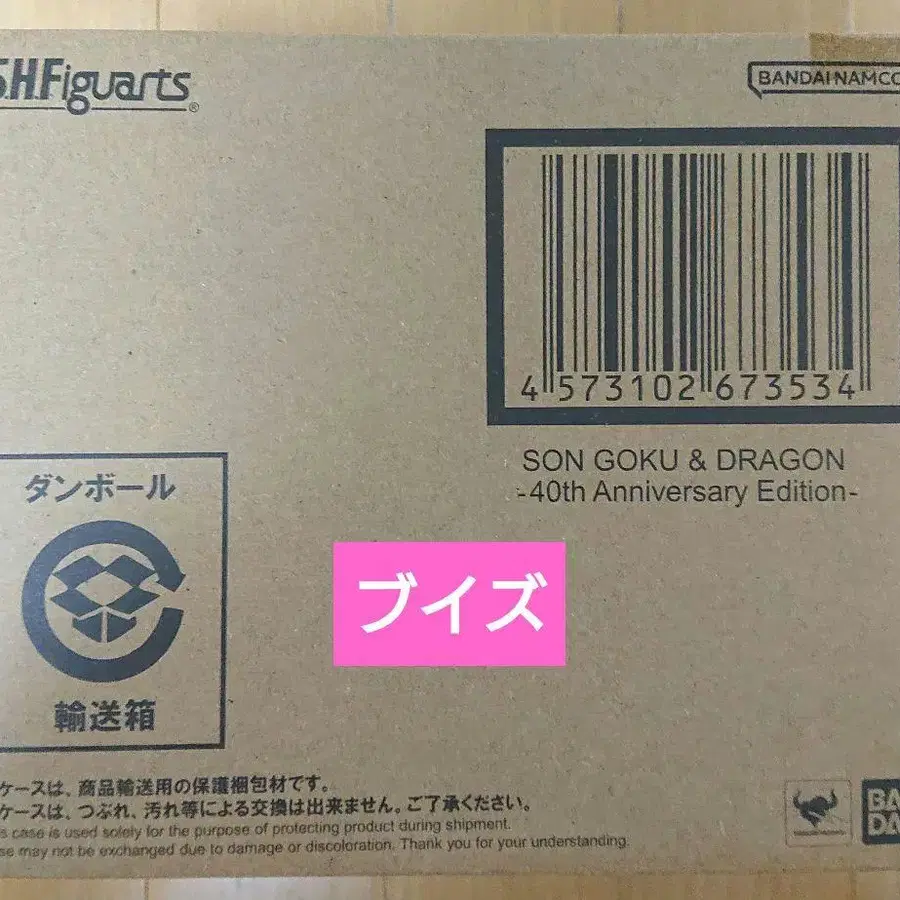 S.H.Figuarts®
BANDAI NAMCO
4 573102 673534
SON GOKU & DRAGON
-40th Anniversary Edition-
ダンボール
輸送箱
ブイズ
ケースは、商品輸送用の保護梱包材です。
ケースは、つぶれ、汚れ等による交換は出来ません。ご了承ください。
s case is used solely for the purpose of protecting product during shipment.
se may not be exchanged due to damage or discoloration. Thank you for your understanding.
BA
DA